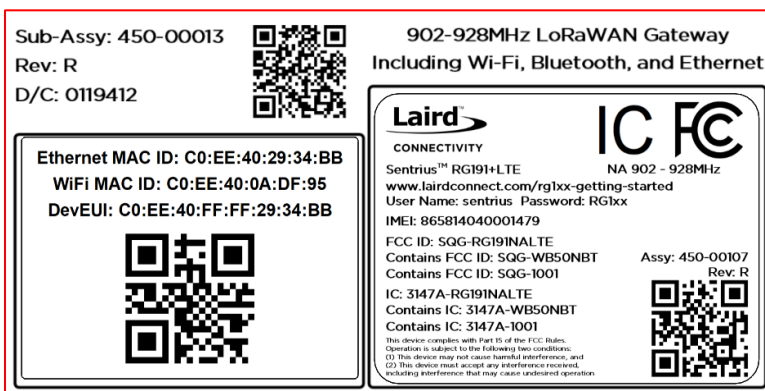 Sub-Assy: 450-00013
Rev: R
D/C: 0119412
902-928MHz LoRaWAN Gateway
Including Wi-Fi, Bluetooth, and Ethernet
Ethernet MAC ID: C0:EE:40:29:34:BB
WiFi MAC ID: C0:EE:40:0A:DF:95
DevEUI: C0:EE:40:FF:FF:29:34:BB
Laird™
CONNECTIVITY
IC FC
Sentrius™ RG191+LTE
NA 902 - 928MHz
www.lairdconnect.com/rg1xx-getting-started
User Name: sentrius Password: RG1xx
IMEI: 865814040001479
FCC ID: SQG-RG191NALTE
Contains FCC ID: SQG-WB50NBT
Contains FCC ID: SQG-1001
Assy: 450-00107
Rev: R
IC: 3147A-RG191NALTE
Contains IC: 3147A-WB50NBT
Contains IC: 3147A-1001
This device complies with Part 15 of the FCC Rules.
Operation is subject to the following two conditions:
(1) This device may not cause harmful interference, and
(2) This device must accept any interference received,
including interference that may cause undesired operation